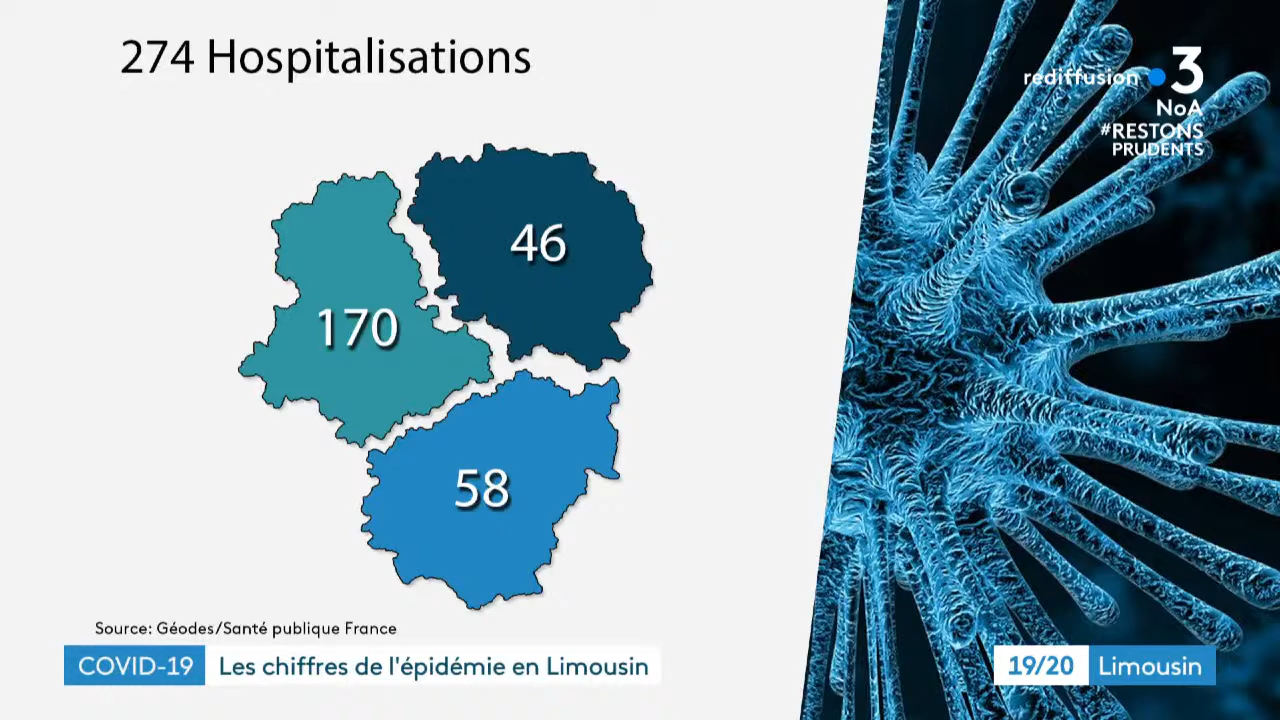 274 Hospitalisations
rediffusion 3
NoA
#RESTONS
PRUDENTS
46
170
58
Source: Géodes/Santé publique France
COVID-19 Les chiffres de l'épidémie en Limousin
19/20 Limousin